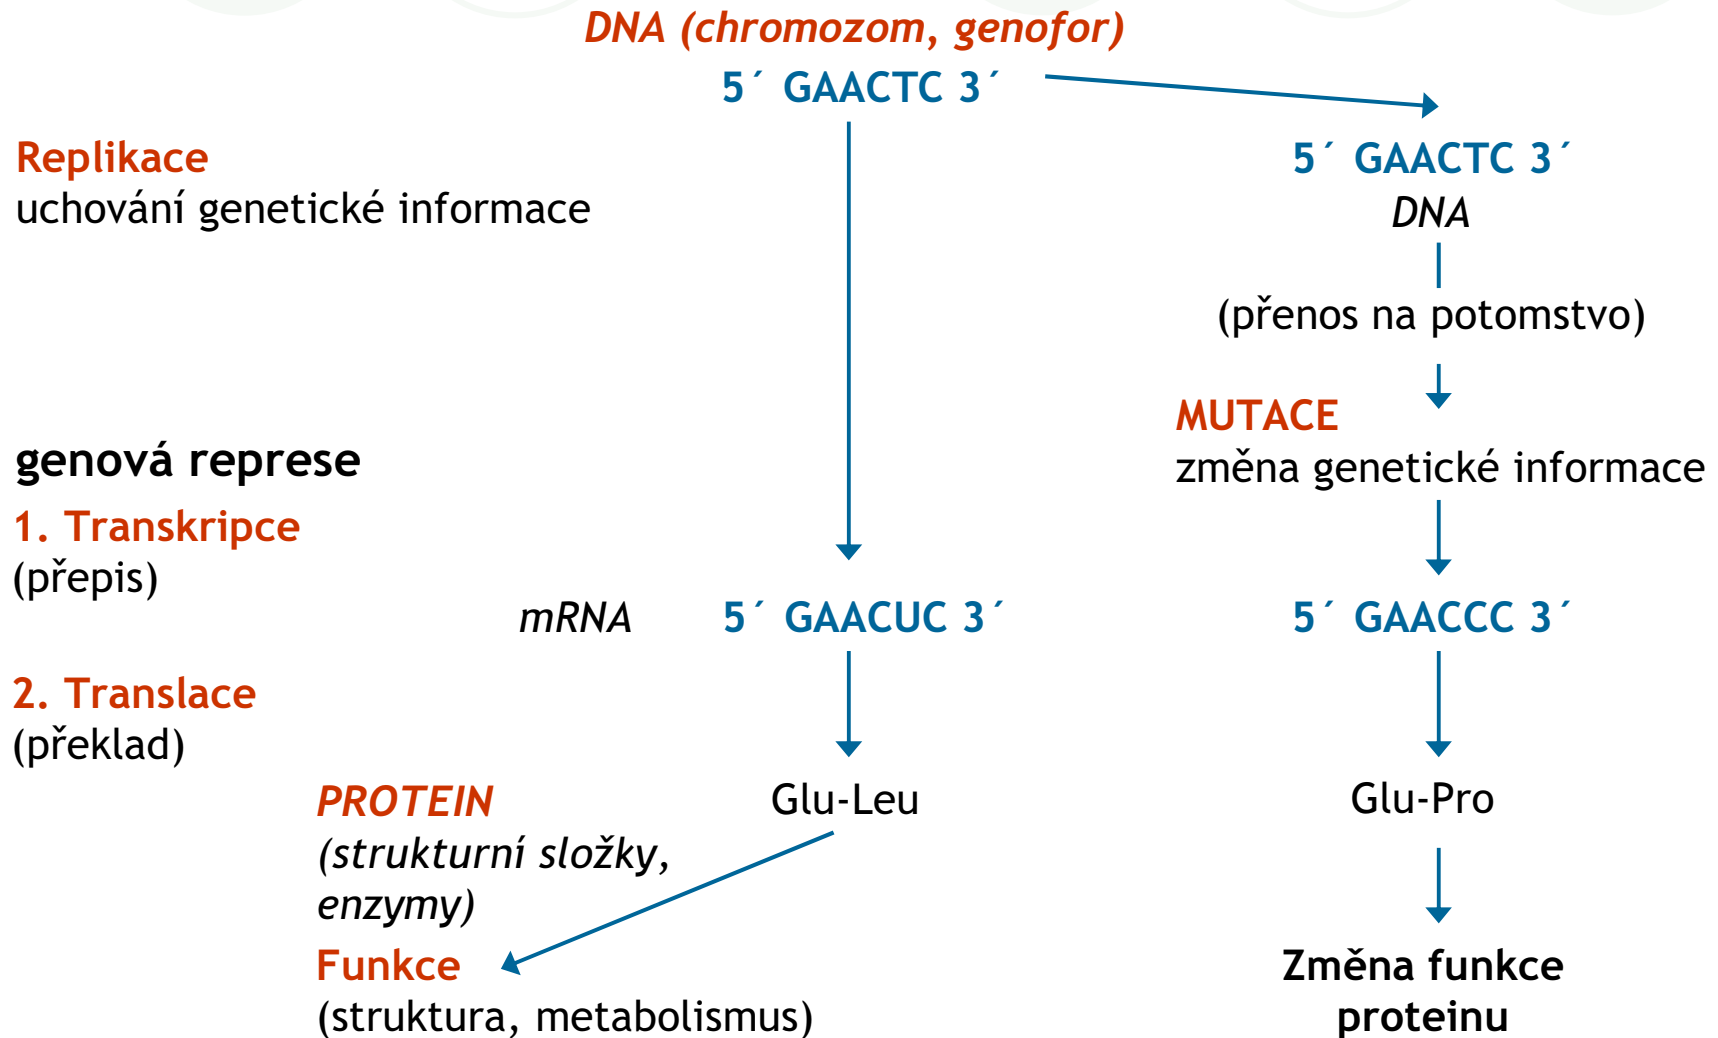 DNA (chromozom, genofor)
5´ GAACTC 3´
Replikace
uchování genetické informace
5´ GAACTC 3´
DNA
(přenos na potomstvo)
MUTACE
změna genetické informace
genová represe
1. Transkripce
(přepis)
mRNA 5´ GAACUC 3´
5´ GAACCC 3´
2. Translace
(překlad)
PROTEIN
(strukturní složky,
enzymy)
Glu-Leu
Glu-Pro
Funkce
(struktura, metabolismus)
Změna funkce
proteinu